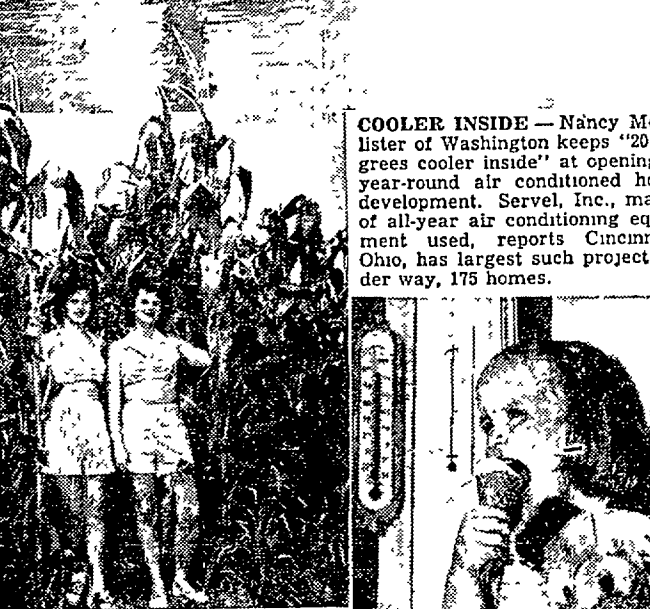 COOLER INSIDE — Nancy Mc
lister of Washington keeps "20
grees cooler inside" at opening
year-round air conditioned ho
development. Servel, Inc., ma
of all-year air conditioning eq
ment used, reports Cincinn
Ohio, has largest such project
der way, 175 homes.